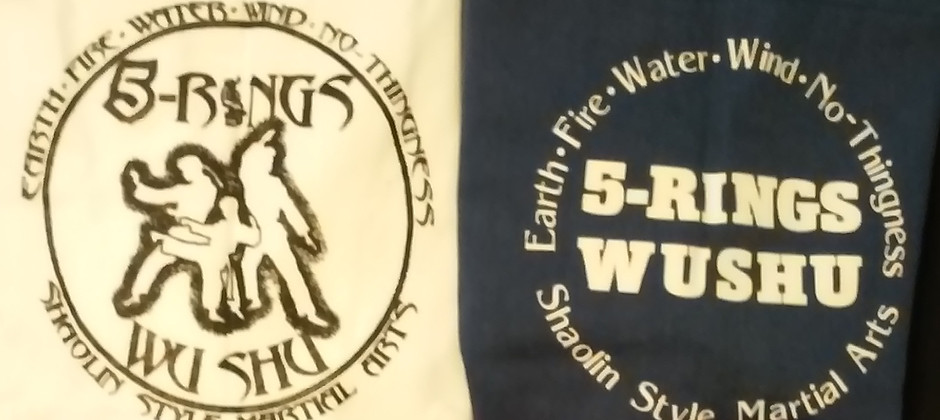 EARTH · FIRE · WATER · WIND · NO-THINGNESS
5-RINGS
WU SHU
SHAOLIN STYLE MARTIAL ARTS
Earth · Fire · Water · Wind · No-Thingness
5-RINGS
WUSHU
Shaolin Style Martial Arts